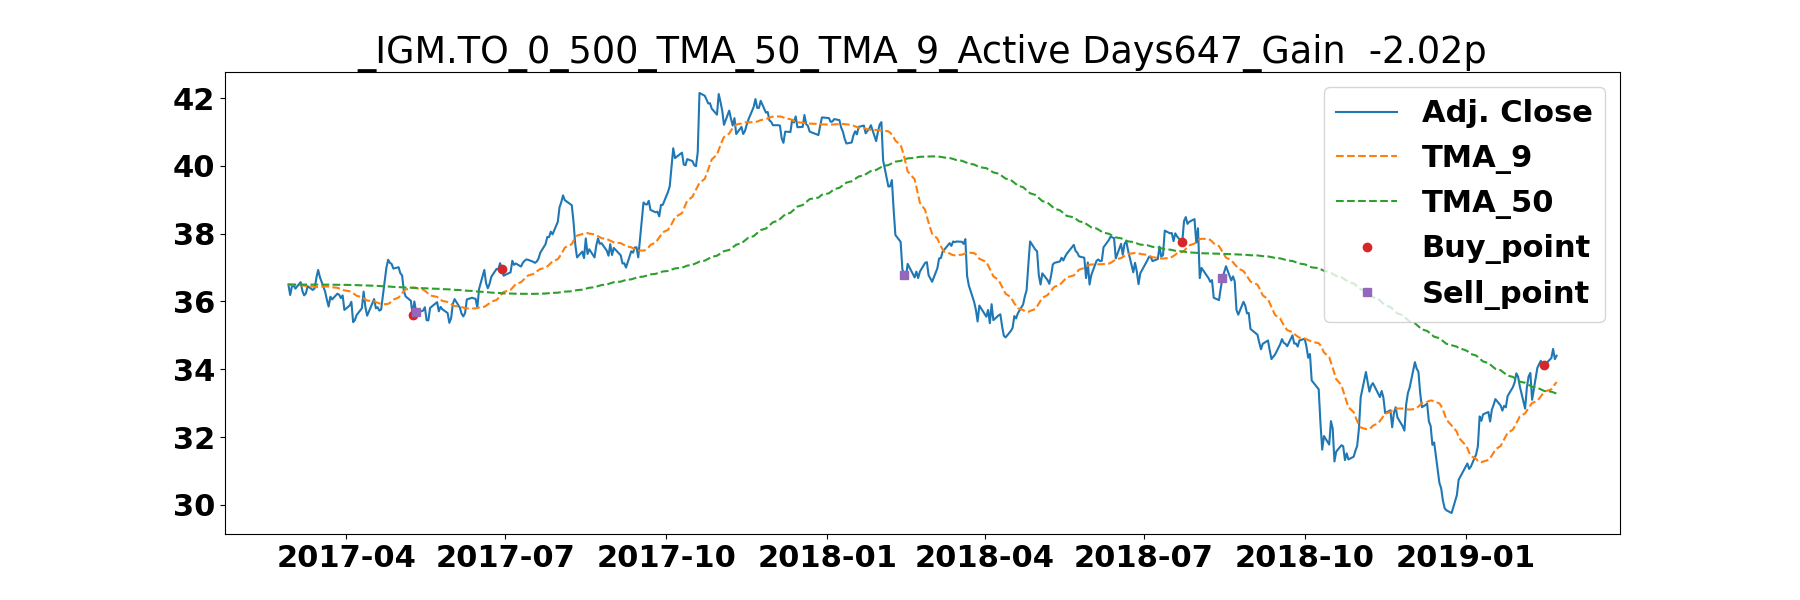 _IGM.TO_0_500_TMA_50_TMA_9_Active Days647_Gain  -2.02p
42
40
38
36
34
32
30
Adj. Close
TMA_9
TMA_50
Buy_point
Sell_point
2017-04 2017-07 2017-10 2018-01 2018-04 2018-07 2018-10 2019-01